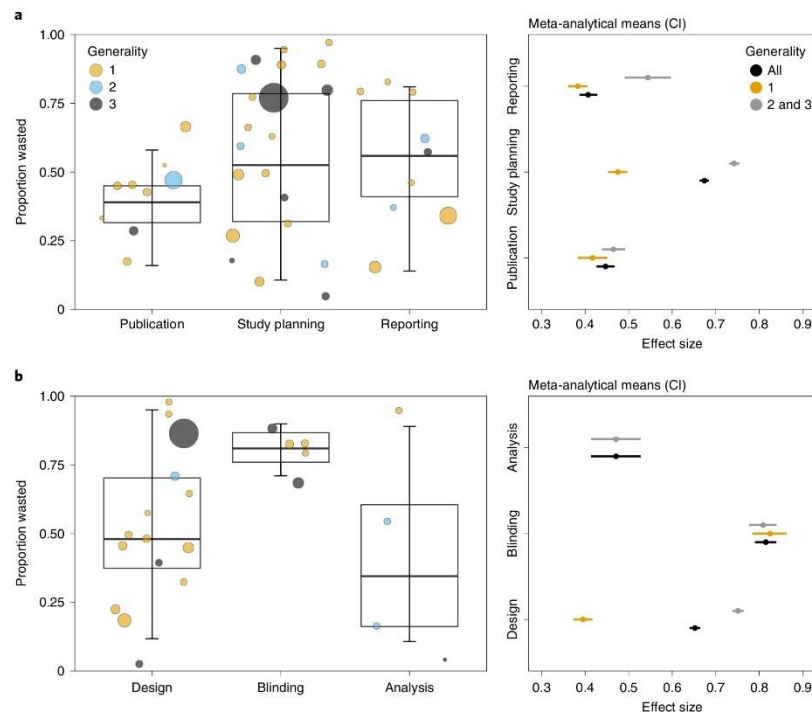 a
Generality
1
2
3
Proportion wasted
1.00
0.75
0.50
0.25
0
Publication Study planning Reporting
Meta-analytical means (CI)
Generality
All
1
2 and 3
Reporting
Study planning
Publication
0.3 0.4 0.5 0.6 0.7 0.8 0.9
Effect size
b
Proportion wasted
1.00
0.75
0.50
0.25
0
Design Blinding Analysis
Meta-analytical means (CI)
Analysis
Blinding
Design
0.3 0.4 0.5 0.6 0.7 0.8 0.9
Effect size